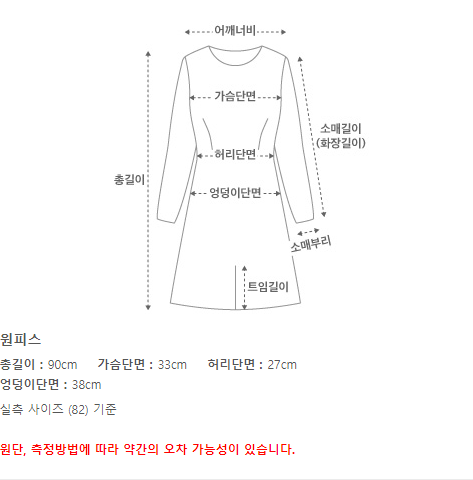 어깨너비
가슴단면
소매길이
(화장길이)
허리단면
총길이
엉덩이단면
소매부리
트임길이
원피스
총길이 : 90cm 가슴단면 : 33cm 허리단면 : 27cm
엉덩이단면 : 38cm
실측 사이즈 (82) 기준
원단, 측정방법에 따라 약간의 오차 가능성이 있습니다.